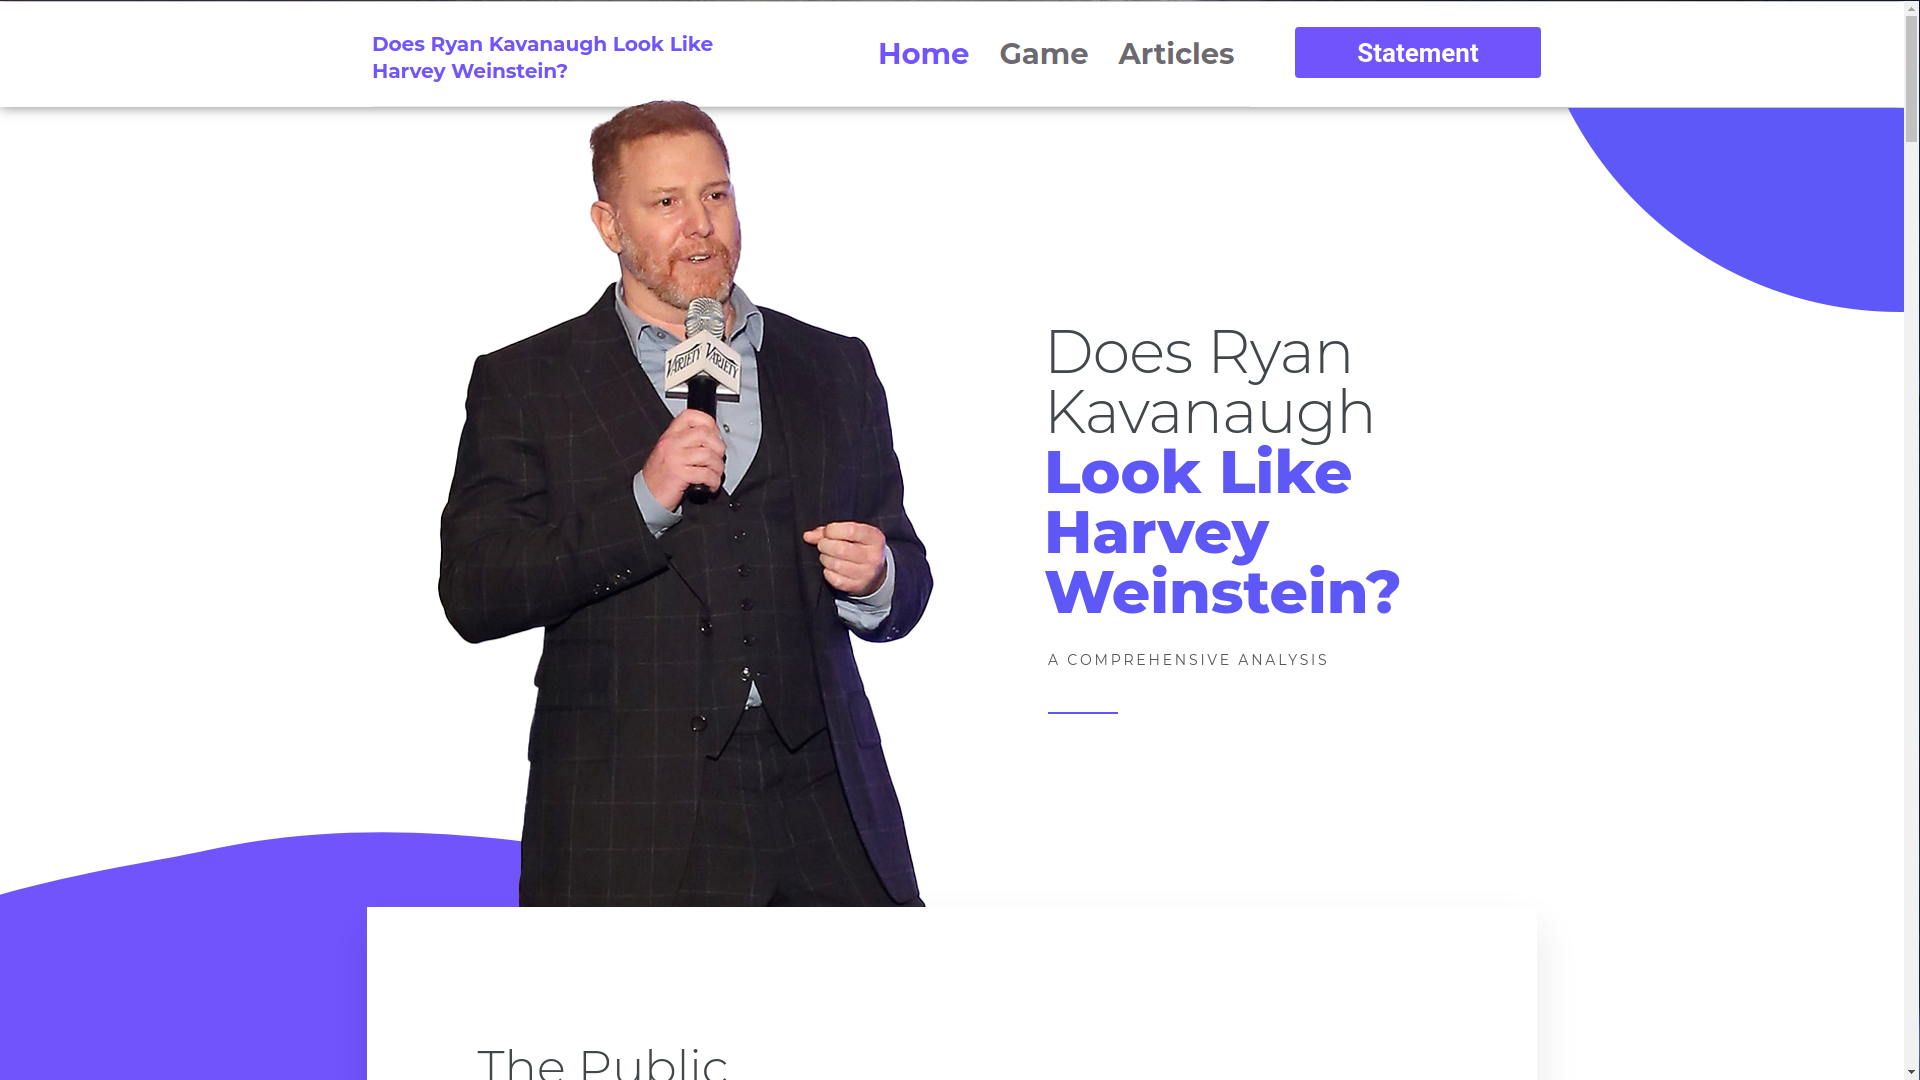 Does Ryan Kavanaugh Look Like
Harvey Weinstein?
Home
Game
Articles
Statement
VARIETY VARIETY
Does Ryan
Kavanaugh
Look Like
Harvey
Weinstein?
A COMPREHENSIVE ANALYSIS
The Public